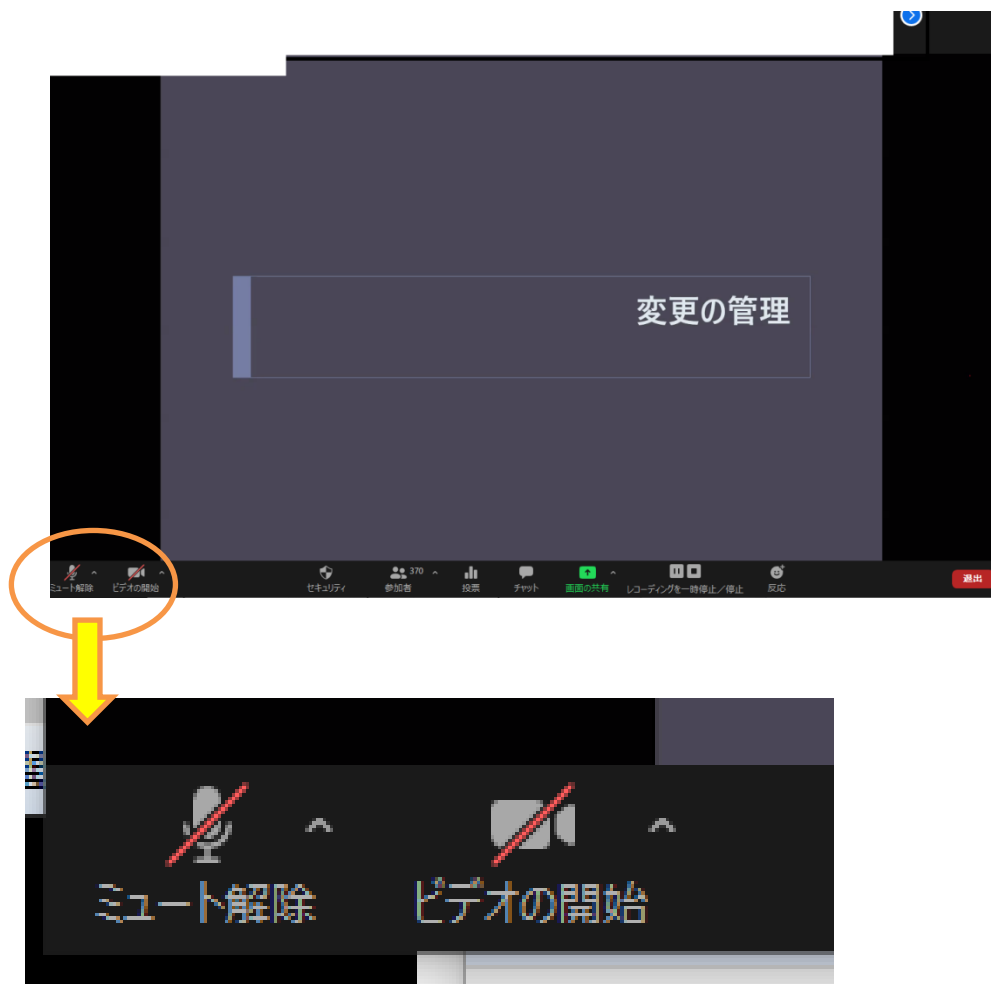 変更の管理
ミュート解除
ビデオの開始
セキュリティ
370
参加者
投票
チャット
画面の共有
レコーディングを一時停止/停止
反応
退出
ミュート解除
ビデオの開始